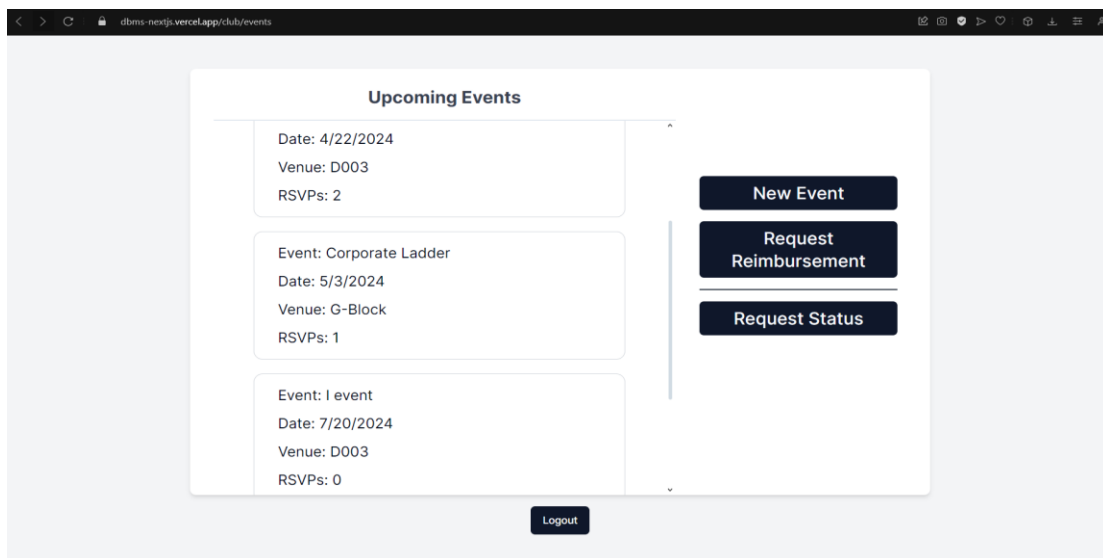 dbms-nextjs.vercel.app/club/events
Upcoming Events
Date: 4/22/2024
Venue: D003
RSVPs: 2
Event: Corporate Ladder
Date: 5/3/2024
Venue: G-Block
RSVPs: 1
Event: I event
Date: 7/20/2024
Venue: D003
RSVPs: 0
New Event
Request
Reimbursement
Request Status
Logout